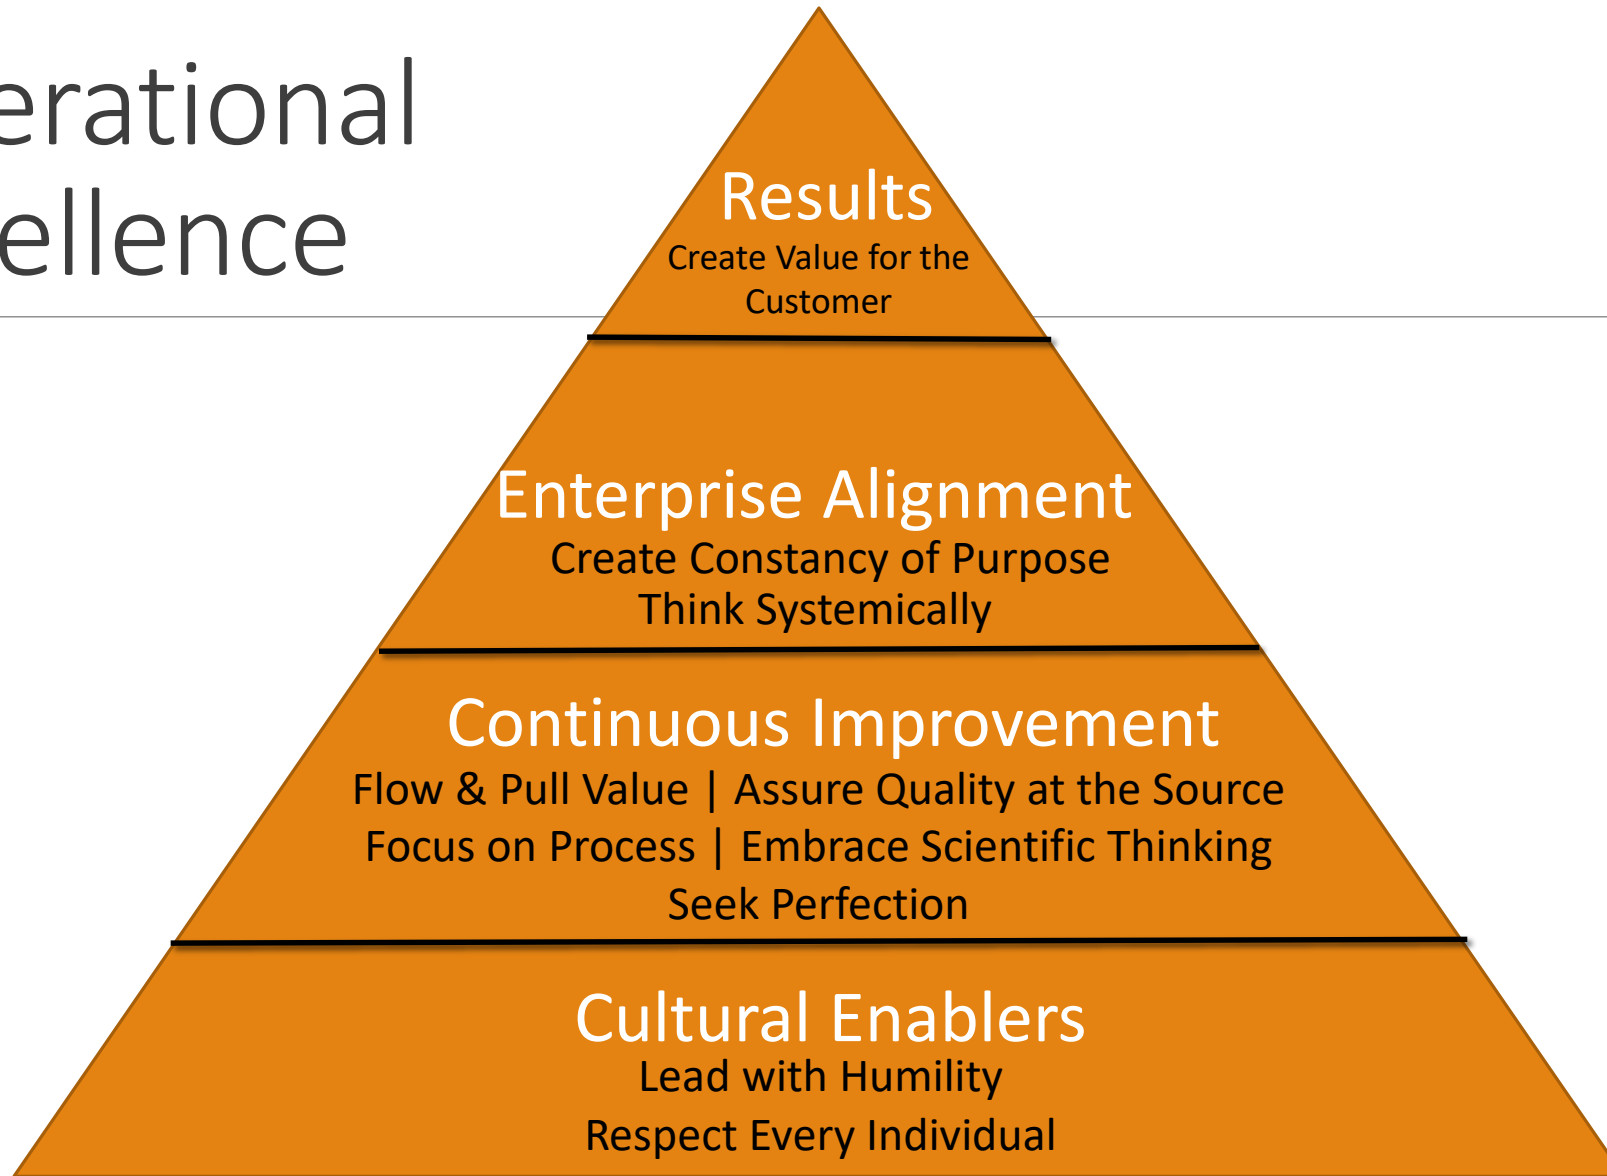 erational
ellence
Results
Create Value for the
Customer
Enterprise Alignment
Create Constancy of Purpose
Think Systemically
Continuous Improvement
Flow & Pull Value | Assure Quality at the Source
Focus on Process | Embrace Scientific Thinking
Seek Perfection
Cultural Enablers
Lead with Humility
Respect Every Individual